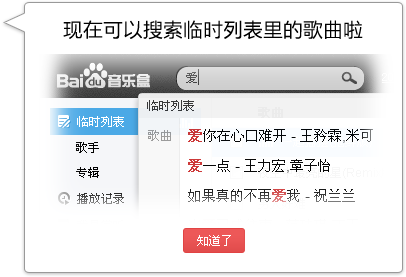 现在可以搜索临时列表里的歌曲啦
Bai du 音乐盒
爱
临时列表
歌手
专辑
播放记录
临时列表
歌曲
爱你在心口难开 - 王矜霖,米可
爱一点 - 王力宏,章子怡
如果真的不再爱我 - 祝兰兰
知道了